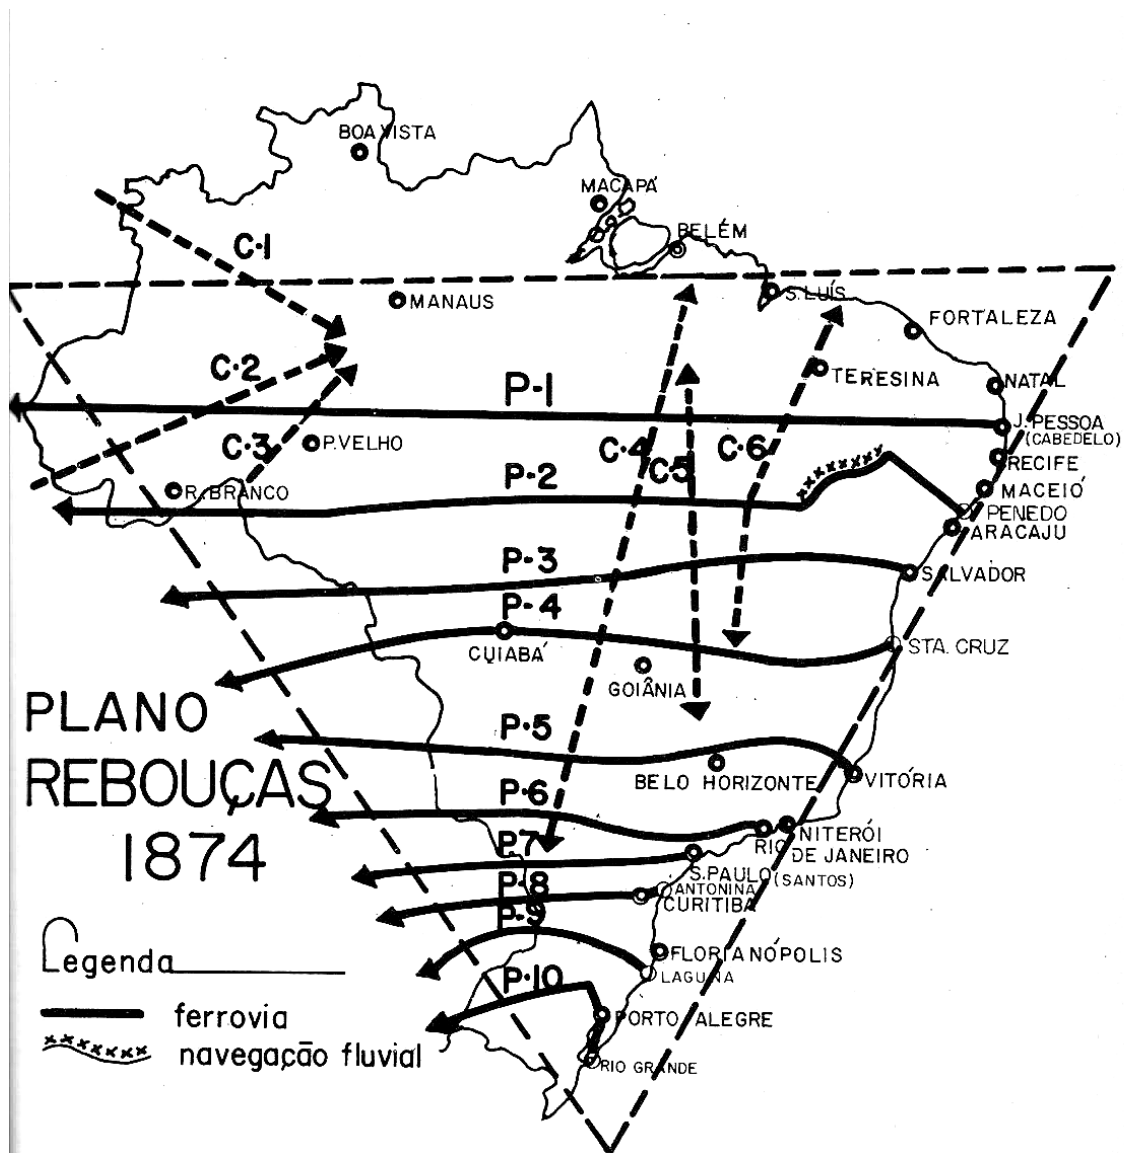 BOA VISTA
MACAPÁ
BELÉM
C·1
MANAUS
S. LUÍS
FORTALEZA
C·2
P-1
TERESINA
NATAL
J. PESSOA
(CABEDELO)
C·3
P. VELHO
C·4
C·5
C·6
RECIFE
R. BRANCO
P-2
MACEIÓ
PENEDO
ARACAJU
P-3
SALVADOR
P-4
CUIABÁ
STA. CRUZ
GOIÂNIA
PLANO
REBOUÇAS
1874
P·5
BELO HORIZONTE
VITÓRIA
P·6
NITERÓI
RIO DE JANEIRO
P.7
S. PAULO (SANTOS)
P·8
ANTONINA
CURITIBA
P-9
FLORIANÓPOLIS
LAGUNA
P·10
PORTO ALEGRE
RIO GRANDE
Legenda
ferrovia
navegação fluvial